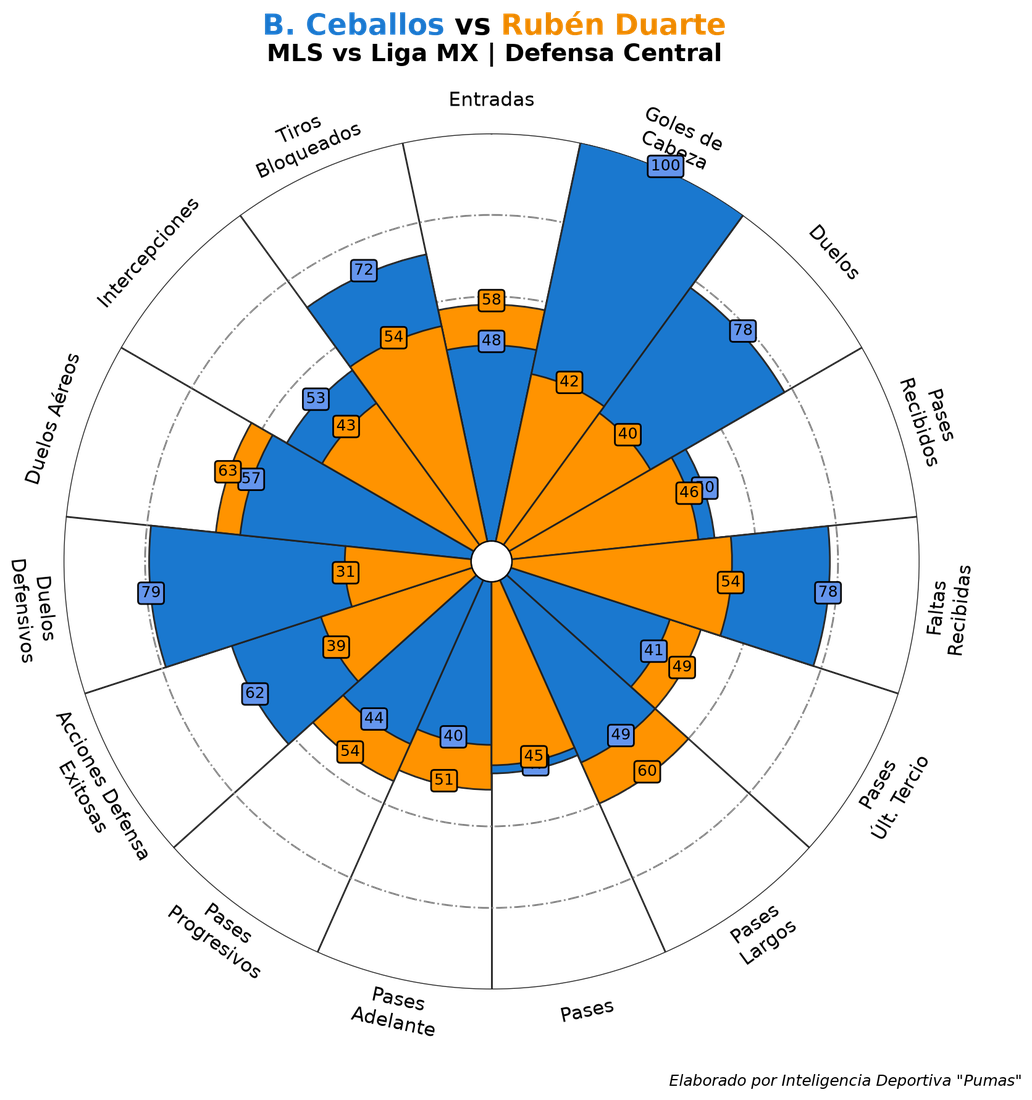 B. Ceballos vs Rubén Duarte
MLS vs Liga MX | Defensa Central
Entradas
Goles de
Cabeza
Duelos
Pases
Recibidos
Faltas
Recibidas
Pases
Últ. Tercio
Pases
Largos
Pases
Pases
Adelante
Pases
Progresivos
Acciones Defensa
Exitosas
Duelos
Defensivos
Duelos Aéreos
Intercepciones
Tiros
Bloqueados
58
48
100
42
78
40
46
78
54
41
49
49
60
45
40
51
44
54
62
39
79
31
63
57
53
43
72
54
Elaborado por Inteligencia Deportiva "Pumas"